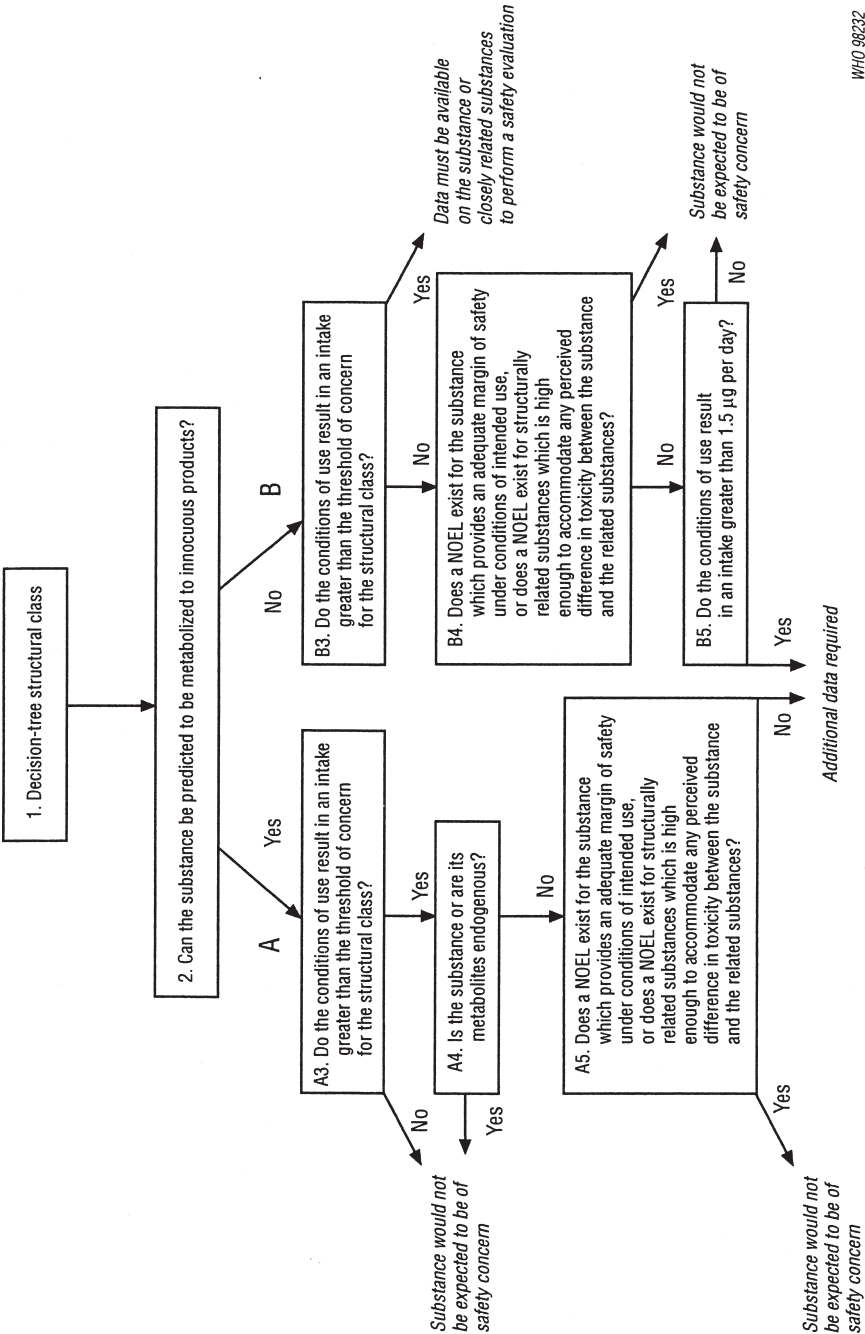 1. Decision-tree structural class
2. Can the substance be predicted to be metabolized to innocuous products?
Yes
No
A
B
A3. Do the conditions of use result in an intake
greater than the threshold of concern
for the structural class?
B3. Do the conditions of use result in an intake
greater than the threshold of concern
for the structural class?
No
Yes
No
Yes
Substance would not
be expected to be of
safety concern
A4. Is the substance or are its
metabolites endogenous?
Yes
No
Data must be available
on the substance or
closely related substances
to perform a safety evaluation
B4. Does a NOEL exist for the substance
which provides an adequate margin of safety
under conditions of intended use,
or does a NOEL exist for structurally
related substances which is high
enough to accommodate any perceived
difference in toxicity between the substance
and the related substances?
No
Yes
A5. Does a NOEL exist for the substance
which provides an adequate margin of safety
under conditions of intended use,
or does a NOEL exist for structurally
related substances which is high
enough to accommodate any perceived
difference in toxicity between the substance
and the related substances?
Yes
No
B5. Do the conditions of use result
in an intake greater than 1.5 µg per day?
Yes
No
Substance would not
be expected to be of
safety concern
Substance would not
be expected to be of
safety concern
Additional data required
WHO 98232